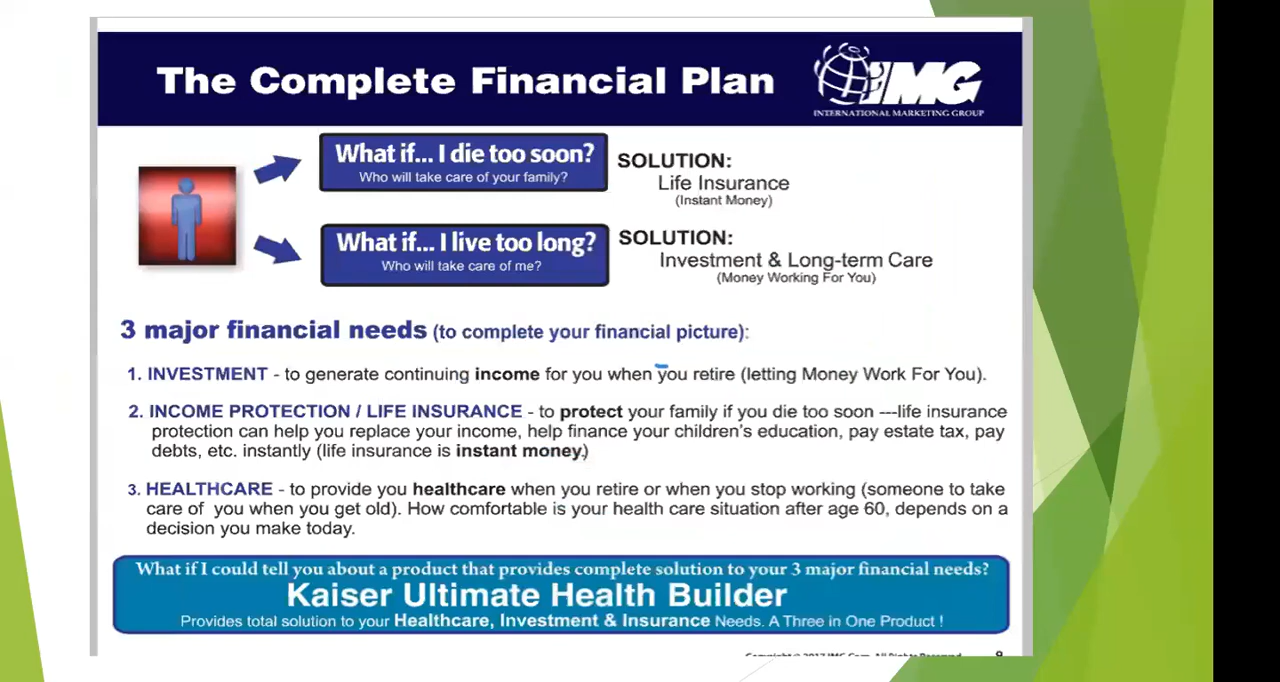 The Complete Financial Plan
IMG
INTERNATIONAL MARKETING GROUP
What if... I die too soon?
Who will take care of your family?
SOLUTION:
Life Insurance
(Instant Money)
What if... I live too long?
Who will take care of me?
SOLUTION:
Investment & Long-term Care
(Money Working For You)
3 major financial needs (to complete your financial picture):
1. INVESTMENT - to generate continuing income for you when you retire (letting Money Work For You).
2. INCOME PROTECTION / LIFE INSURANCE - to protect your family if you die too soon ---life insurance
protection can help you replace your income, help finance your children's education, pay estate tax, pay
debts, etc. instantly (life insurance is instant money.)
3. HEALTHCARE - to provide you healthcare when you retire or when you stop working (someone to take
care of you when you get old). How comfortable is your health care situation after age 60, depends on a
decision you make today.
What if I could tell you about a product that provides complete solution to your 3 major financial needs?
Kaiser Ultimate Health Builder
Provides total solution to your Healthcare, Investment & Insurance Needs. A Three in One Product !
Copyright © 2017 IMG Corp. All Rights Reserved